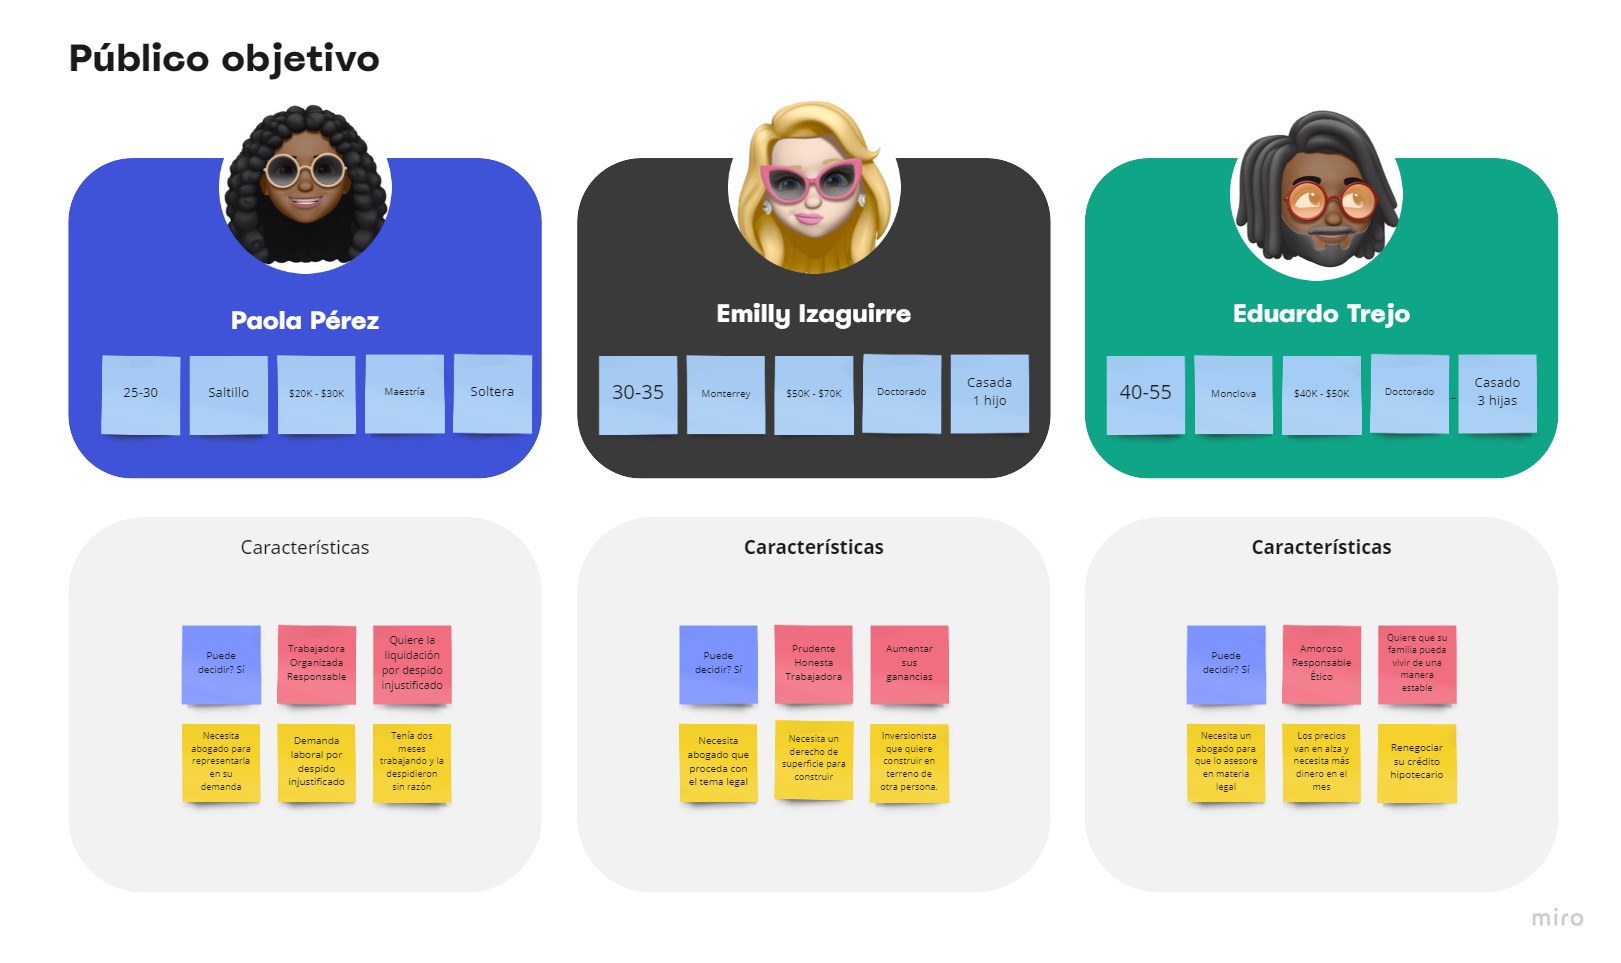 Público objetivo
Paola Pérez
25-30
Saltillo
$20K - $30K
Maestría
Soltera
Emilly Izaguirre
30-35
Monterrey
$50K - $70K
Doctorado
Casada
1 hijo
Eduardo Trejo
40-55
Monclova
$40K - $50K
Doctorado
Casado
3 hijas
Características
Puede
decidir? Sí
Trabajadora
Organizada
Responsable
Quiere la
liquidación
por despido
injustificado
Necesita
abogado para
representarla
en su
demanda
Demanda
laboral por
despido
injustificado
Tenía dos
meses
trabajando y la
despidieron
sin razón
Características
Puede
decidir? Sí
Prudente
Honesta
Trabajadora
Aumentar
sus
ganancias
Necesita
abogado que
proceda con
el tema legal
Necesita un
derecho de
superficie para
construir
Inversionista
que quiere
construir en
terreno de
otra persona.
Características
Puede
decidir? Sí
Amoroso
Responsable
Ético
Quiere que su
familia pueda
vivir de una
manera
estable
Necesita un
abogado para
que lo asesore
en materia
legal
Los precios
van en alza y
necesita más
dinero en el
mes
Renegociar
su crédito
hipotecario
miro